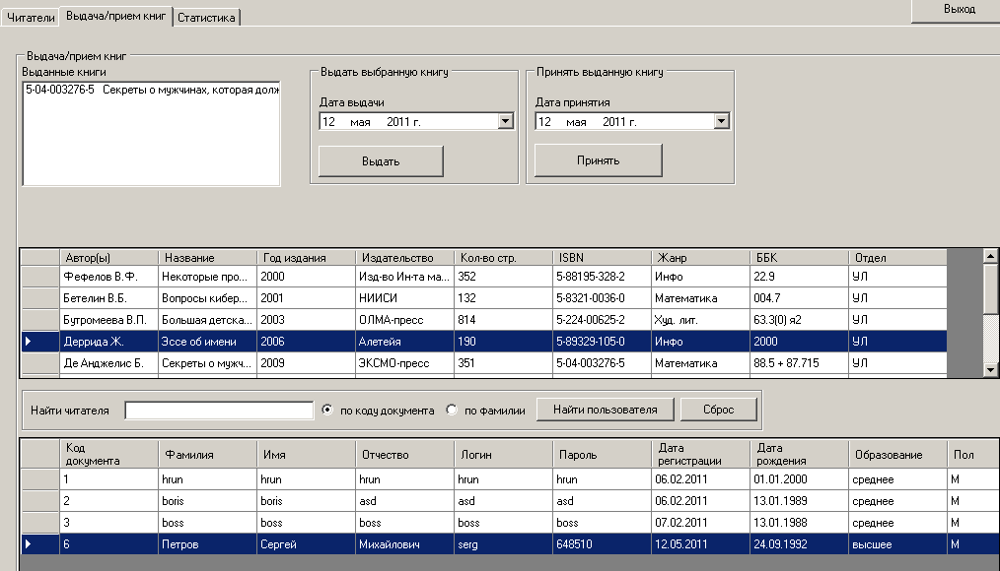 Читатели Выдача/прием книг Статистика Выход
Выдача/прием книг
Выданные книги
5-04-003276-5 Секреты о мужчинах, которая долж
Выдать выбранную книгу
Дата выдачи
12 мая 2011 г.
Выдать
Принять выданную книгу
Дата принятия
12 мая 2011 г.
Принять
Автор(ы) Название Год издания Издательство Кол-во стр. ISBN Жанр ББК Отдел
Фефелов В.Ф. Некоторые про... 2000 Изд-во Ин-та ма... 352 5-88195-328-2 Инфо 22.9 УЛ
Бетелин В.Б. Вопросы кибер... 2001 НИИСИ 132 5-8321-0036-0 Математика 004.7 УЛ
Бутромеева В.П. Большая детска... 2003 ОЛМА-пресс 814 5-224-00625-2 Худ. лит. 63.3(0) я2 УЛ
Деррида Ж. Эссе об имени 2006 Алетейя 190 5-89329-105-0 Инфо 2000 УЛ
Де Анджелис Б. Секреты о мужч... 2009 ЭКСМО-пресс 351 5-04-003276-5 Математика 88.5 + 87.715 УЛ
Найти читателя по коду документа по фамилии Найти пользователя Сброс
Код документа Фамилия Имя Отчество Логин Пароль Дата регистрации Дата рождения Образование Пол
1 hrun hrun hrun hrun hrun 06.02.2011 01.01.2000 среднее М
2 boris boris asd asd asd 06.02.2011 13.01.1989 среднее М
3 boss boss boss boss boss 07.02.2011 13.01.1988 среднее М
6 Петров Сергей Михайлович serg 648510 12.05.2011 24.09.1992 высшее М